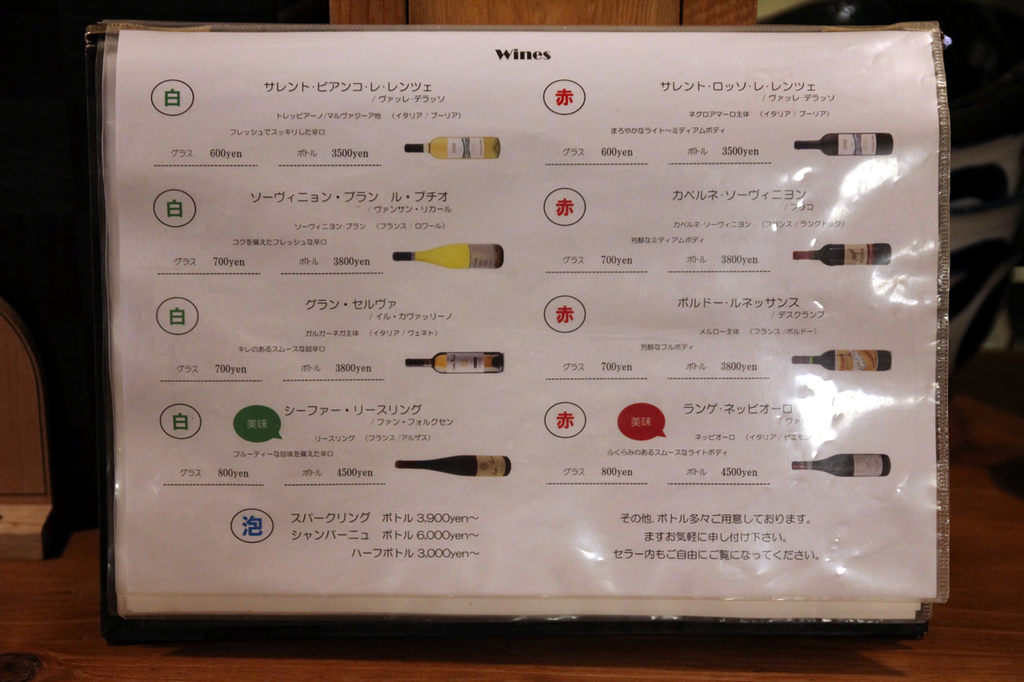 Wines
白
サレント・ビアンコ・レ・レンツェ
/ ヴァッレ・デラッソ
トレッビアーノ/マルヴァジーア他 （イタリア / プーリア）
フレッシュでスッキリした辛口
グラス 600yen ボトル 3500yen
白
ソーヴィニョン・ブラン ル・プチオ
/ ヴァンサン・リカール
ソーヴィニヨン・ブラン （フランス / ロワール）
コクを備えたフレッシュな辛口
グラス 700yen ボトル 3800yen
白
グラン・セルヴァ
/ イル・カヴァッリーノ
ガルガーネガ主体 （イタリア / ヴェネト）
キレのあるスムースな超辛口
グラス 700yen ボトル 3800yen
白
美味
シーファー・リースリング
/ ファン・フォルクセン
リースリング （フランス / アルザス）
フルーティーな旨味を備えた辛口
グラス 800yen ボトル 4500yen
泡
スパークリング ボトル 3,900yen～
シャンパーニュ ボトル 6,000yen～
ハーフボトル 3,000yen～
赤
サレント・ロッソ・レ・レンツェ
/ ヴァッレ・デラッソ
ネグロアマーロ主体 （イタリア / プーリア）
まろやかなライト～ミディアムボディ
グラス 600yen ボトル 3500yen
赤
カベルネ・ソーヴィニヨン
カベルネ・ソーヴィニヨン （フランス / ラングドック）
芳醇なミディアムボディ
グラス 700yen ボトル 3800yen
赤
ボルドー・ルネッサンス
/ デスクランブ
メルロー主体 （フランス / ボルドー）
芳醇なフルボディ
グラス 700yen ボトル 3800yen
赤
美味
ランゲ・ネッビオーロ
ネッビオーロ （イタリア / ピエモン
ふくらみのあるスムースなライトボディ
グラス 800yen ボトル 4500yen
その他、ボトル多々ご用意しております。
まずお気軽に申し付け下さい。
セラー内もご自由にご覧になってください。